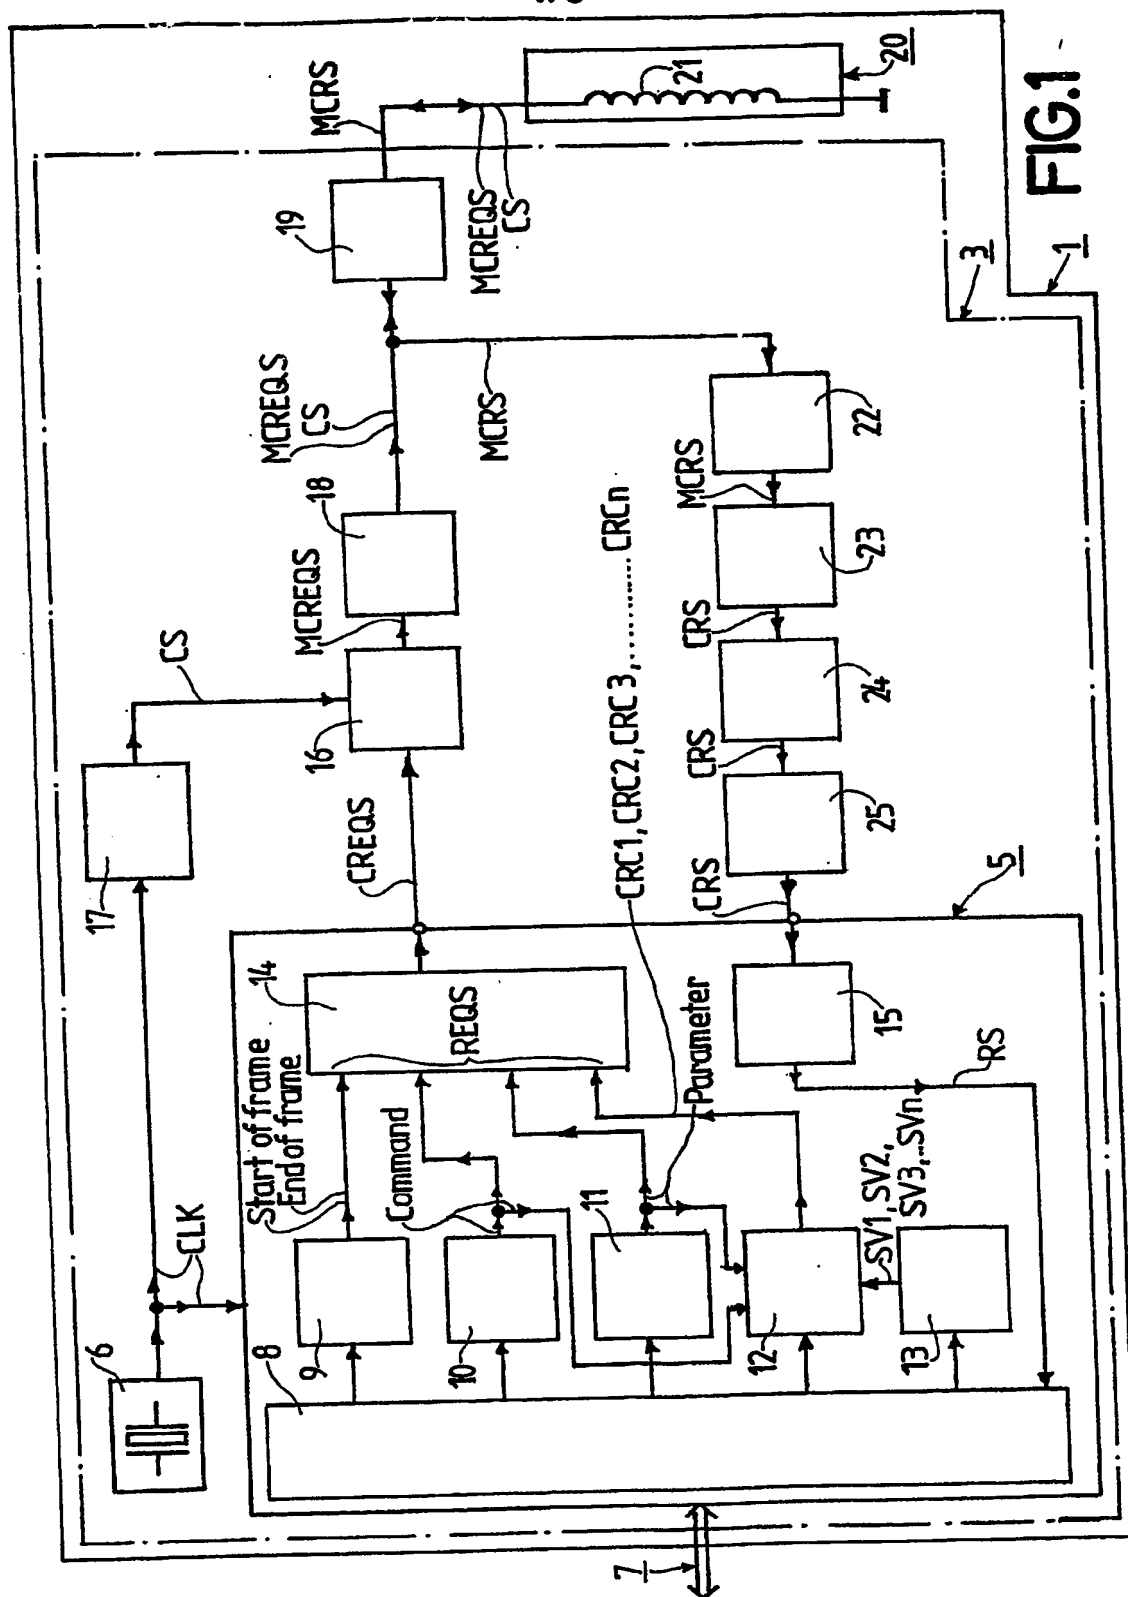 FIG.1
1
3
5
6
7
8
CLK
17
CS
Start of frame
End of frame
9
Command
10
11
12
13
SV1, SV2,
SV3,...SVn
14
REQS
Parameter
CRC1, CRC2, CRC3,..........CRCn
CREQS
16
MCREQS
18
MCREQS
CS
19
MCRS
MCREQS
CS
20
21
MCRS
22
MCRS
23
CRS
24
CRS
25
CRS
15
RS